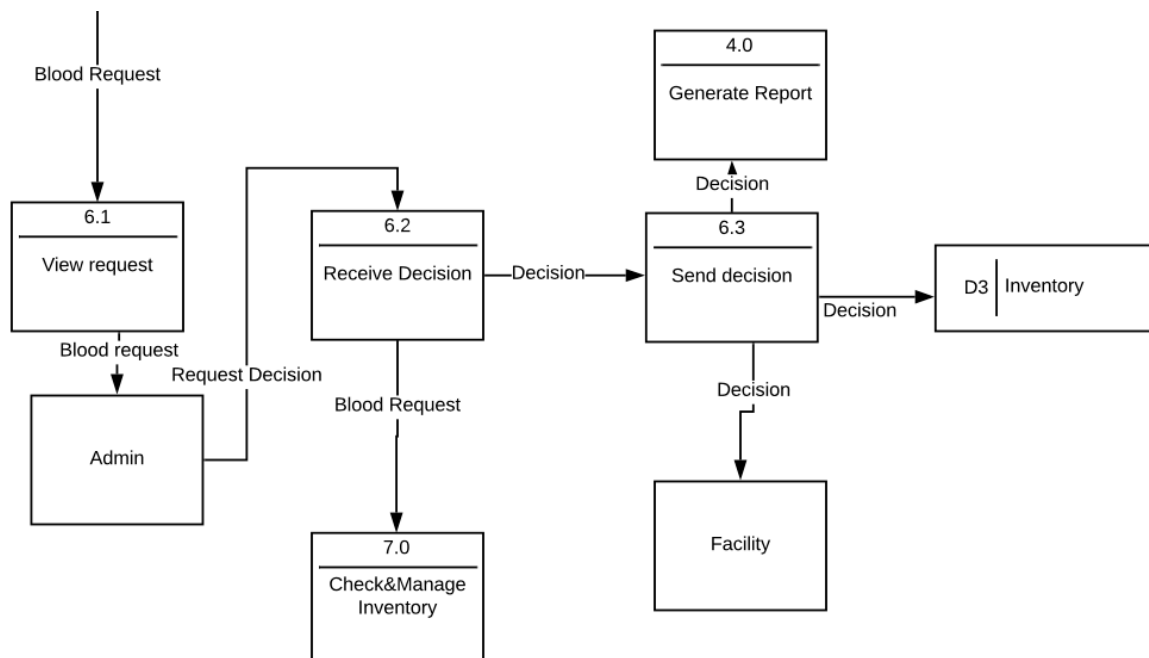 Blood Request
6.1
View request
Blood request
Admin
Request Decision
6.2
Receive Decision
Blood Request
7.0
Check&Manage
Inventory
Decision
4.0
Generate Report
Decision
6.3
Send decision
Decision
D3
Inventory
Decision
Facility